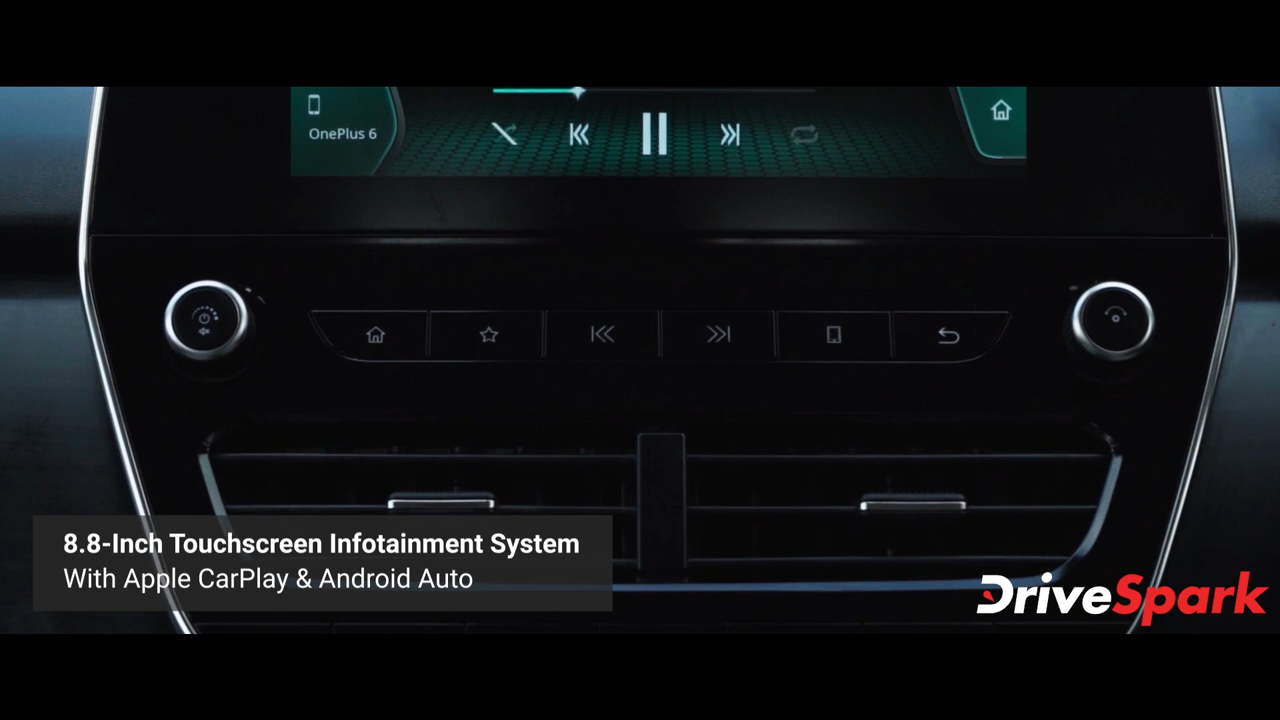 OnePlus 6
8.8-Inch Touchscreen Infotainment System
With Apple CarPlay & Android Auto
DriveSpark